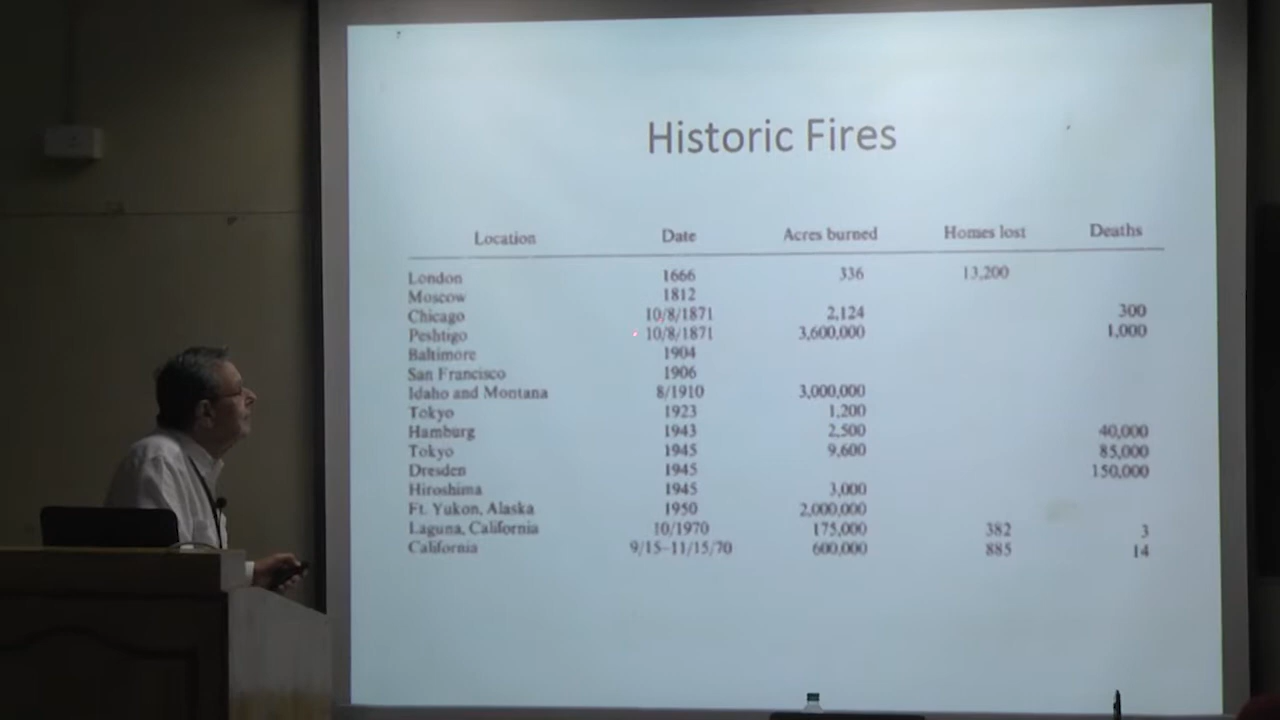 Historic Fires
Location Date Acres burned Homes lost Deaths
London 1666 336 13,200
Moscow 1812
Chicago 10/8/1871 2,124 300
Peshtigo 10/8/1871 3,600,000 1,000
Baltimore 1904
San Francisco 1906
Idaho and Montana 8/1910 3,000,000
Tokyo 1923 1,200
Hamburg 1943 2,500 40,000
Tokyo 1945 9,600 85,000
Dresden 1945 150,000
Hiroshima 1945 3,000
Ft. Yukon, Alaska 1950 2,000,000
Laguna, California 10/1970 175,000 382 3
California 9/15–11/15/70 600,000 885 14